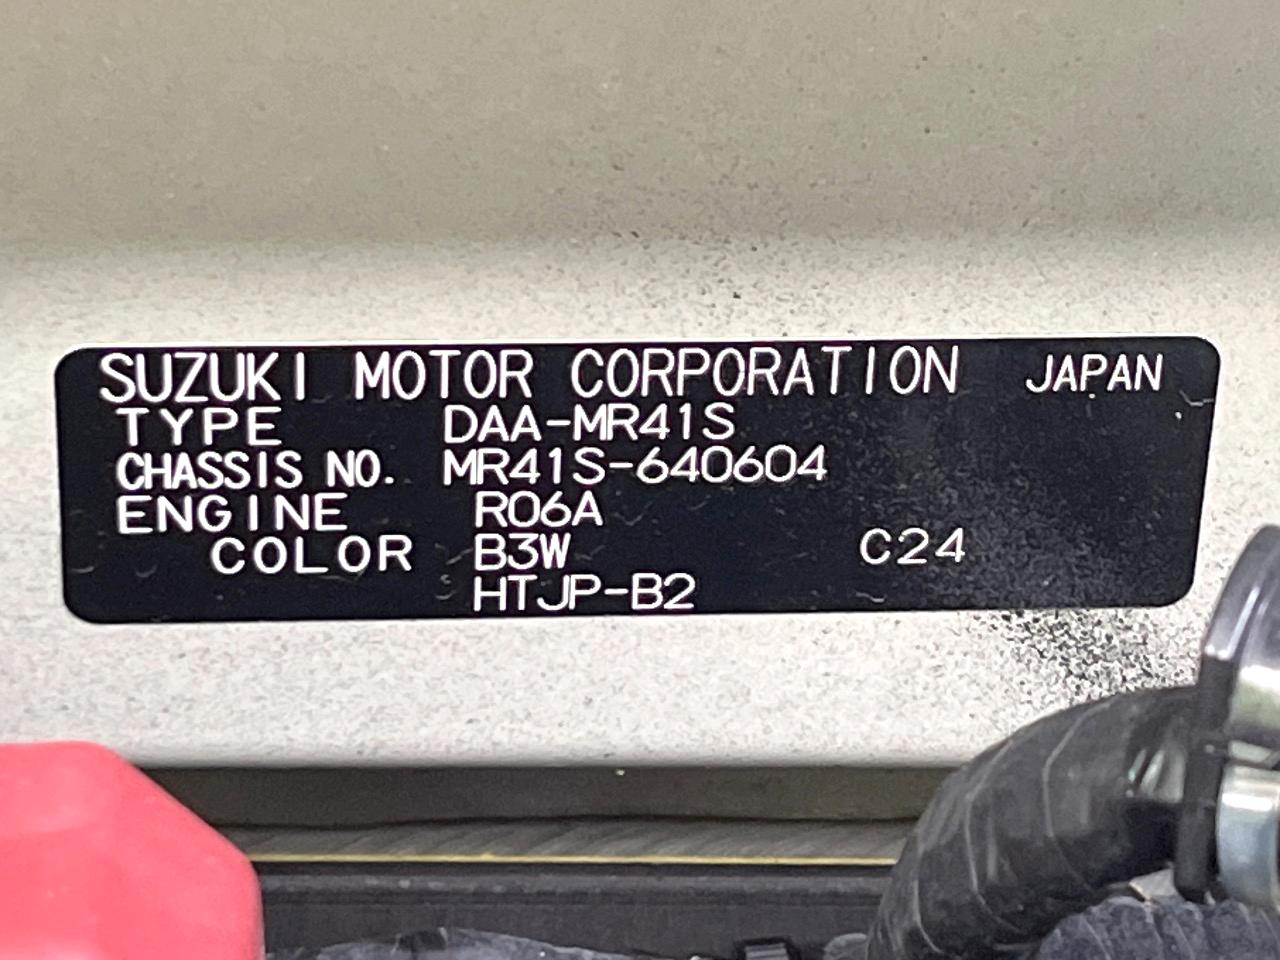 SUZUKI MOTOR CORPORATION JAPAN
TYPE DAA-MR41S
CHASSIS NO. MR41S-640604
ENGINE R06A
COLOR B3W C24
HTJP-B2